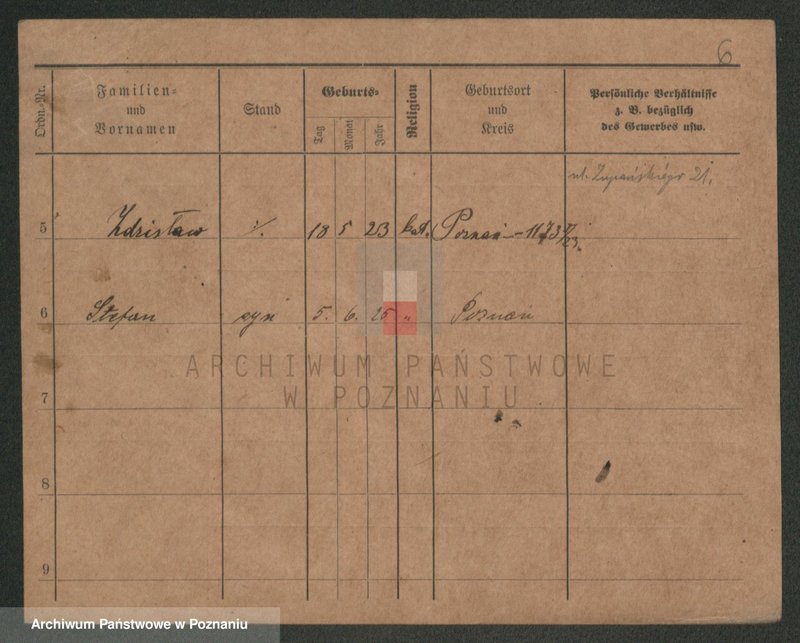 6
Ordn.-Nr.
Familien-
und
Vornamen
Stand
Geburts-
Tag
Monat
Jahr
Religion
Geburtsort
und
Kreis
Persönliche Verhältnisse
z. B. bezüglich
des Gewerbes usw.
ul. Żupańskiego 21.
5 Zdzisław ./. 18 5 23 kat. Poznań
6 Stefan syn 5. 6. 25 " Poznań
ARCHIWUM PAŃSTWOWE
W POZNANIU
7
8
9
Archiwum Państwowe w Poznaniu